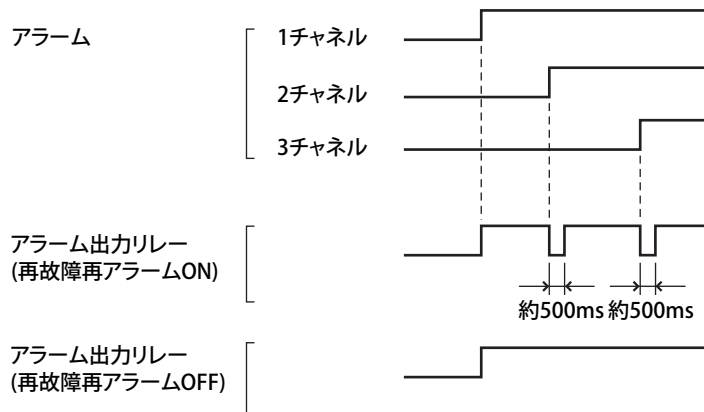 アラーム
1チャネル
2チャネル
3チャネル
アラーム出力リレー
(再故障再アラームON)
約500ms 約500ms
アラーム出力リレー
(再故障再アラームOFF)